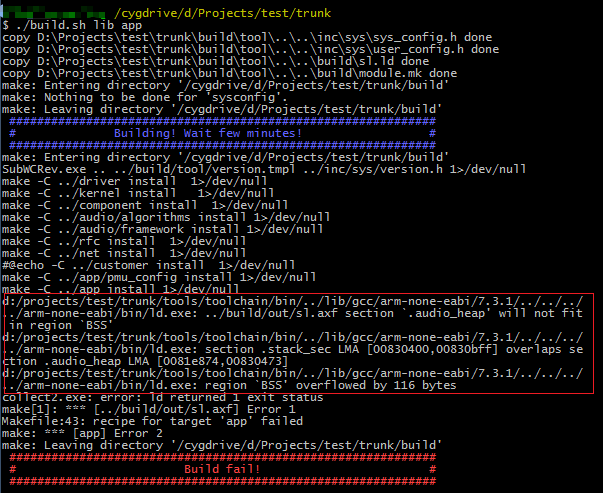 /cygdrive/d/Projects/test/trunk
$ ./build.sh lib app
copy D:\Projects\test\trunk\build\tool\..\..\inc\sys\sys_config.h done
copy D:\Projects\test\trunk\build\tool\..\..\inc\sys\user_config.h done
copy D:\Projects\test\trunk\build\tool\..\..\build\sl.ld done
copy D:\Projects\test\trunk\build\tool\..\..\build\module.mk done
make: Entering directory '/cygdrive/d/Projects/test/trunk/build'
make: Nothing to be done for 'sysconfig'.
make: Leaving directory '/cygdrive/d/Projects/test/trunk/build'
#############################################################
# Building! Wait few minutes! #
#############################################################
make: Entering directory '/cygdrive/d/Projects/test/trunk/build'
SubWCRev.exe .. ../build/tool/version.tmpl ../inc/sys/version.h 1>/dev/null
make -C ../driver install  1>/dev/null
make -C ../kernel install  1>/dev/null
make -C ../component install  1>/dev/null
make -C ../audio/algorithms install 1>/dev/null
make -C ../audio/framework install 1>/dev/null
make -C ../rfc install  1>/dev/null
make -C ../net install  1>/dev/null
#@echo -C ../customer install  1>/dev/null
make -C ../app/pmu_config install 1>/dev/null
make -C ../app install 1>/dev/null
d:/projects/test/trunk/tools/toolchain/bin/../lib/gcc/arm-none-eabi/7.3.1/../../../
../arm-none-eabi/bin/ld.exe: ../build/out/sl.axf section `.audio_heap' will not fit
in region `BSS'
d:/projects/test/trunk/tools/toolchain/bin/../lib/gcc/arm-none-eabi/7.3.1/../../../
../arm-none-eabi/bin/ld.exe: section .stack_sec LMA [00830400,00830bff] overlaps se
ction .audio_heap LMA [0081e874,00830473]
d:/projects/test/trunk/tools/toolchain/bin/../lib/gcc/arm-none-eabi/7.3.1/../../../
../arm-none-eabi/bin/ld.exe: region `BSS' overflowed by 116 bytes
collect2.exe: error: ld returned 1 exit status
make[1]: *** [../build/out/sl.axf] Error 1
Makefile:43: recipe for target 'app' failed
make: *** [app] Error 2
make: Leaving directory '/cygdrive/d/Projects/test/trunk/build'
#############################################################
# Build fail! #
#############################################################